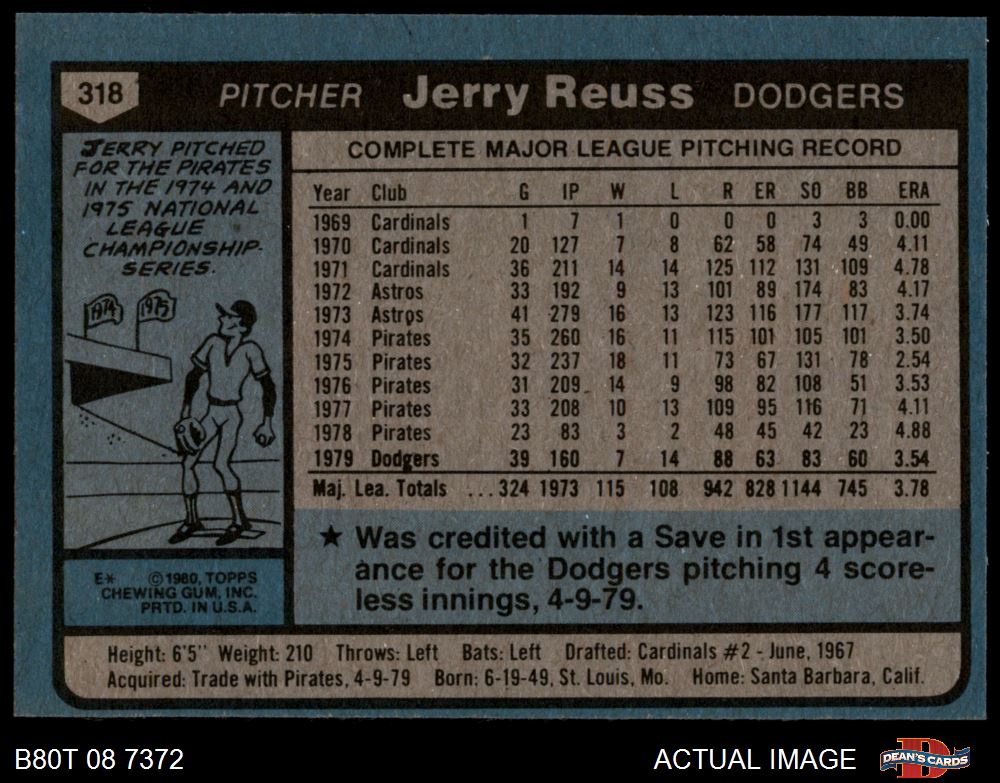 318 PITCHER Jerry Reuss DODGERS
JERRY PITCHED
FOR THE PIRATES
IN THE 1974 AND
1975 NATIONAL
LEAGUE
CHAMPIONSHIP-
SERIES.
1974 1975
E* © 1980, TOPPS
CHEWING GUM, INC.
PRTD. IN U.S.A.
COMPLETE MAJOR LEAGUE PITCHING RECORD
Year Club G IP W L R ER SO BB ERA
1969 Cardinals 1 7 1 0 0 0 3 3 0.00
1970 Cardinals 20 127 7 8 62 58 74 49 4.11
1971 Cardinals 36 211 14 14 125 112 131 109 4.78
1972 Astros 33 192 9 13 101 89 174 83 4.17
1973 Astros 41 279 16 13 123 116 177 117 3.74
1974 Pirates 35 260 16 11 115 101 105 101 3.50
1975 Pirates 32 237 18 11 73 67 131 78 2.54
1976 Pirates 31 209 14 9 98 82 108 51 3.53
1977 Pirates 33 208 10 13 109 95 116 71 4.11
1978 Pirates 23 83 3 2 48 45 42 23 4.88
1979 Dodgers 39 160 7 14 88 63 83 60 3.54
Maj. Lea. Totals ...324 1973 115 108 942 828 1144 745 3.78
★ Was credited with a Save in 1st appear-
ance for the Dodgers pitching 4 score-
less innings, 4-9-79.
Height: 6'5" Weight: 210 Throws: Left Bats: Left Drafted: Cardinals #2 - June, 1967
Acquired: Trade with Pirates, 4-9-79 Born: 6-19-49, St. Louis, Mo. Home: Santa Barbara, Calif.
B80T 08 7372 ACTUAL IMAGE DEAN'S CARDS